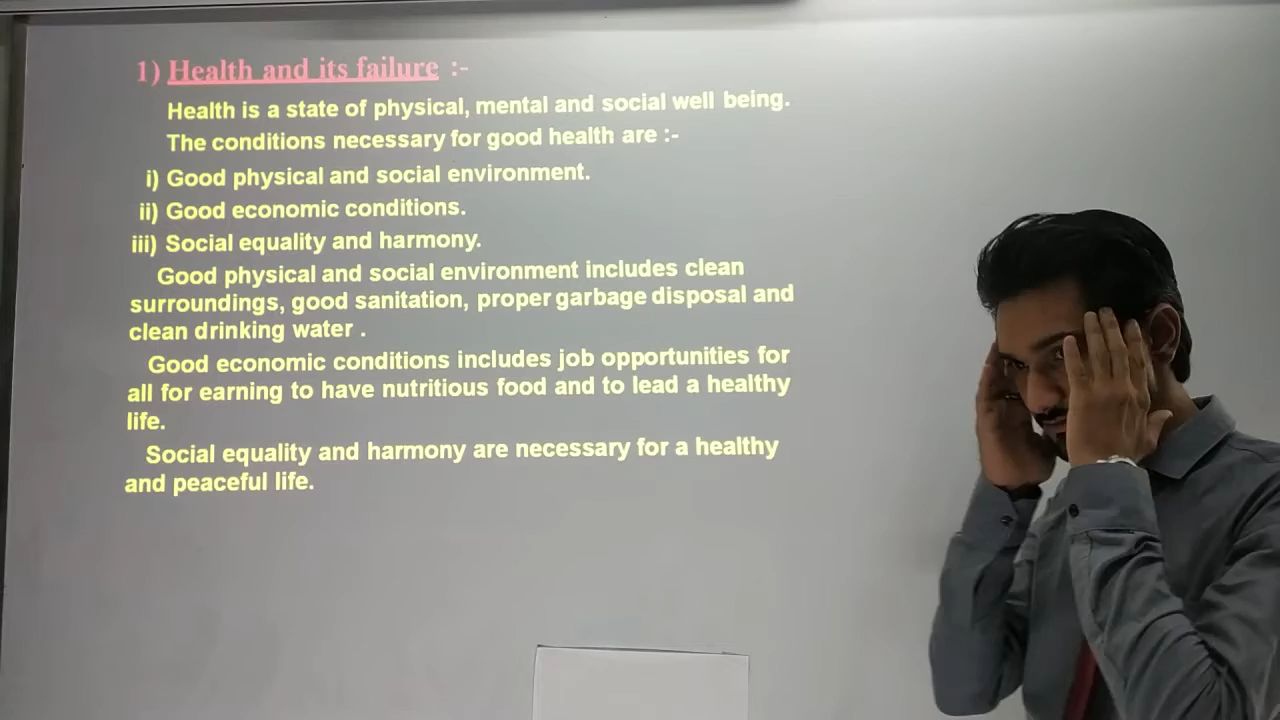 1) Health and its failure :-
Health is a state of physical, mental and social well being.
The conditions necessary for good health are :-
i) Good physical and social environment.
ii) Good economic conditions.
iii) Social equality and harmony.
Good physical and social environment includes clean
surroundings, good sanitation, proper garbage disposal and
clean drinking water .
Good economic conditions includes job opportunities for
all for earning to have nutritious food and to lead a healthy
life.
Social equality and harmony are necessary for a healthy
and peaceful life.